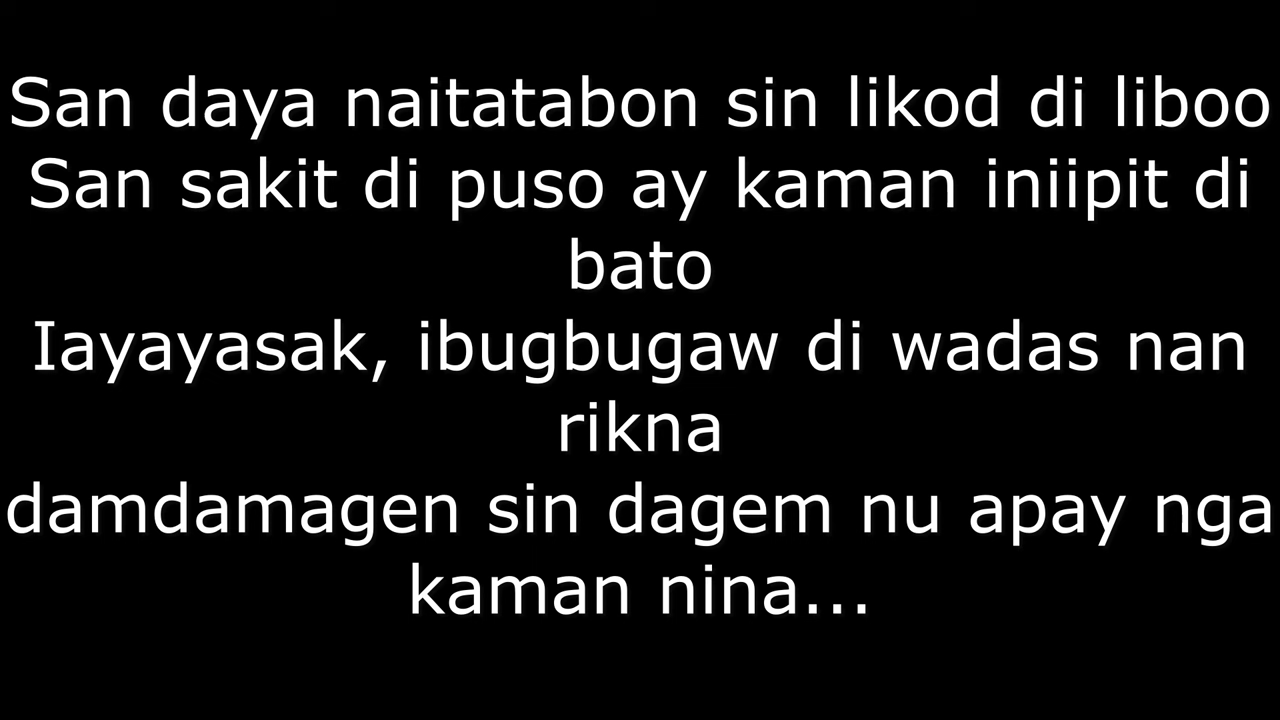 San daya naitatabon sin likod di liboo
San sakit di puso ay kaman iniipit di
bato
Iayayasak, ibugbugaw di wadas nan
rikna
damdamagen sin dagem nu apay nga
kaman nina...